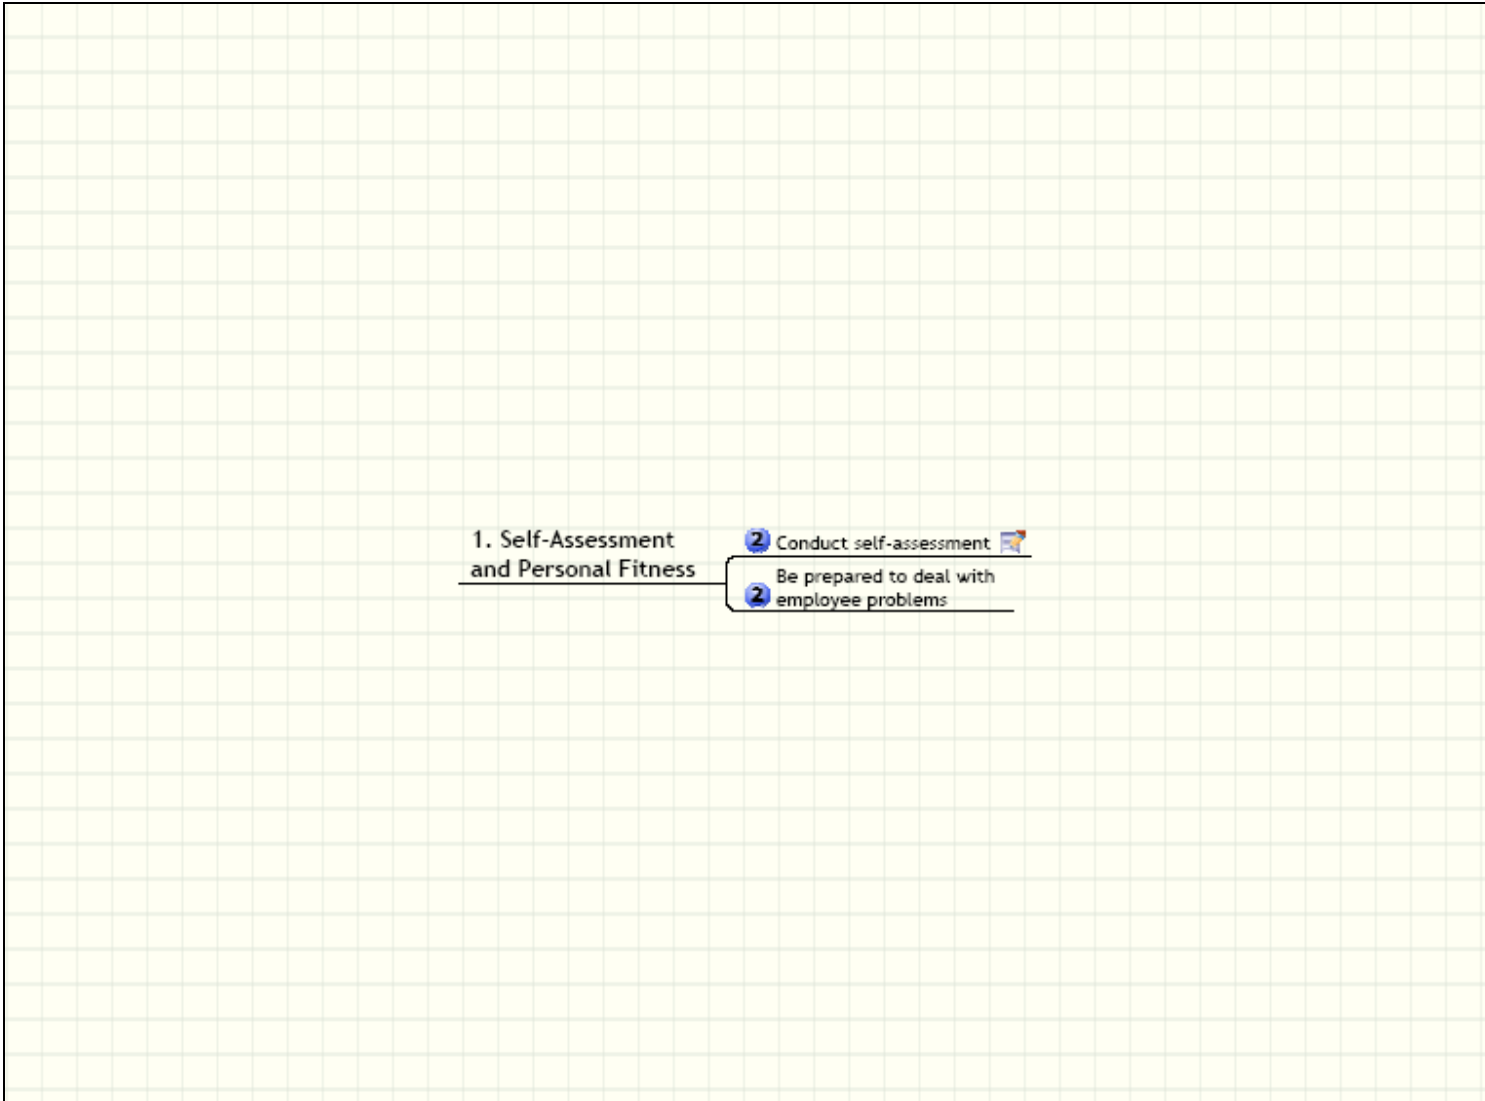 1. Self-Assessment
and Personal Fitness
2 Conduct self-assessment
Be prepared to deal with
2 employee problems